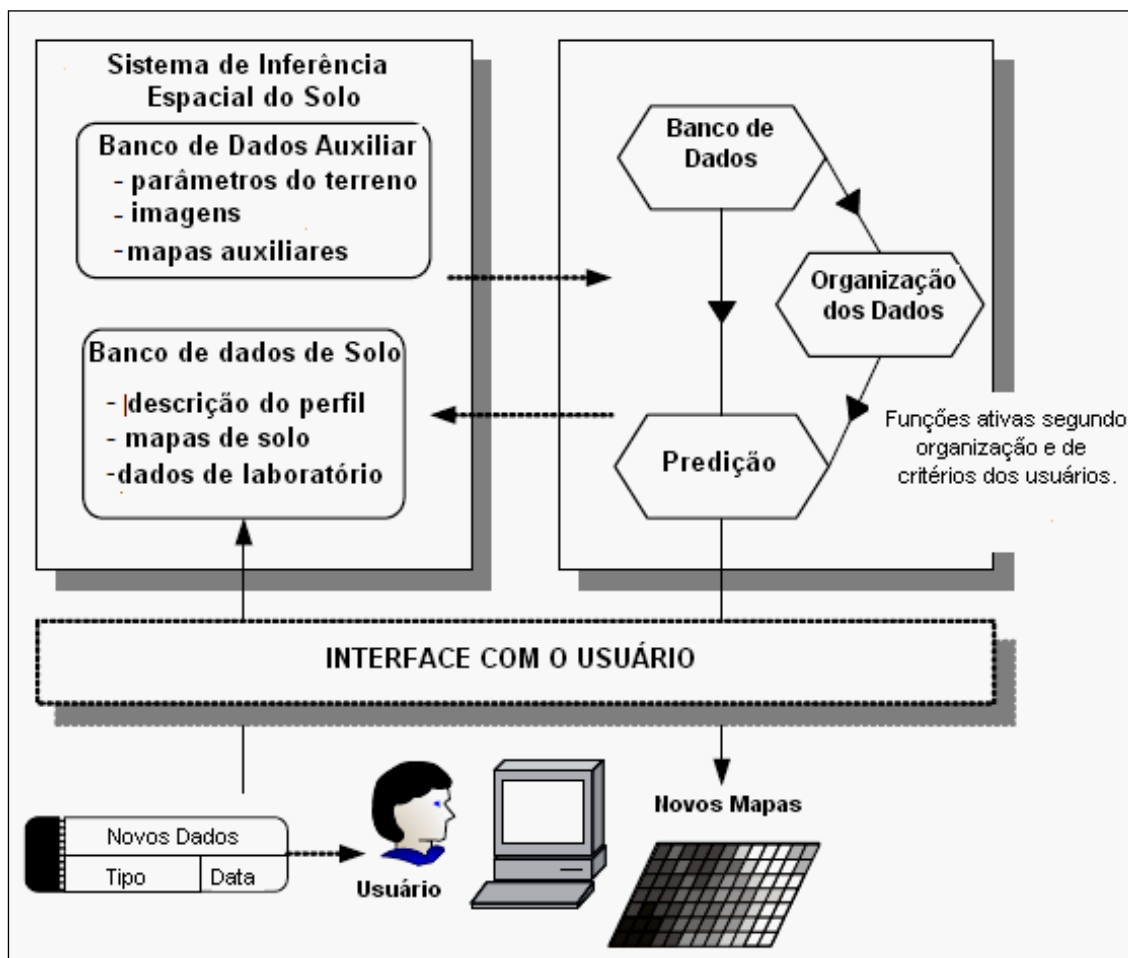 Sistema de Inferência
Espacial do Solo
Banco de Dados Auxiliar
- parâmetros do terreno
- imagens
- mapas auxiliares
Banco de dados de Solo
- descrição do perfil
- mapas de solo
-dados de laboratório
Banco de
Dados
Organização
dos Dados
Predição
Funções ativas segundo
organização e de
critérios dos usuários.
INTERFACE COM O USUÁRIO
Novos Dados
Tipo
Data
Usuário
Novos Mapas